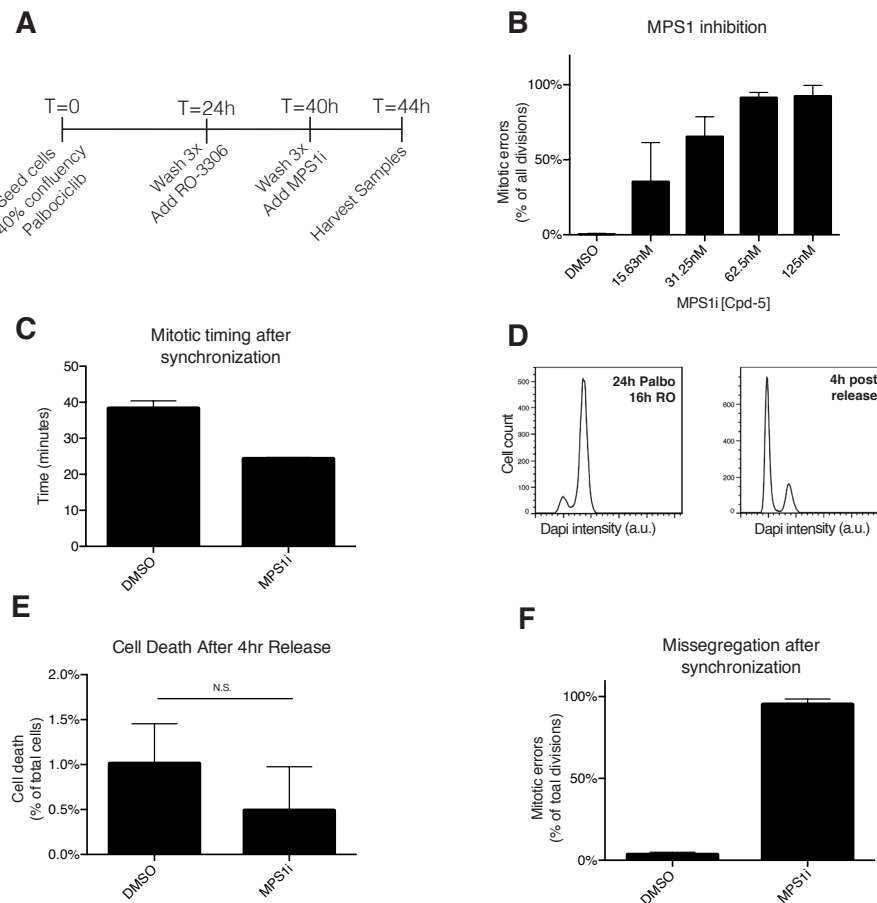 A
T=0
T=24h
T=40h
T=44h
Seed cells
40% confluency
Palbociclib
Wash 3x
Add RO-3306
Wash 3x
Add MPS1i
Harvest Samples
B
MPS1 inhibition
Mitotic errors
(% of all divisions)
100%
50%
0%
DMSO
15.63nM
31.25nM
62.5nM
125nM
MPS1i [Cpd-5]
C
Mitotic timing after
synchronization
Time (minutes)
50
40
30
20
10
0
DMSO
MPS1i
D
Cell count
500
400
300
200
100
0
24h Palbo
16h RO
Dapi intensity (a.u.)
600
400
200
0
4h post
release
Dapi intensity (a.u.)
E
Cell Death After 4hr Release
Cell death
(% of total cells)
2.0%
1.5%
1.0%
0.5%
0.0%
N.S.
DMSO
MPS1i
F
Missegregation after
synchronization
Mitotic errors
(% of toal divisions)
100%
50%
0%
DMSO
MPS1i